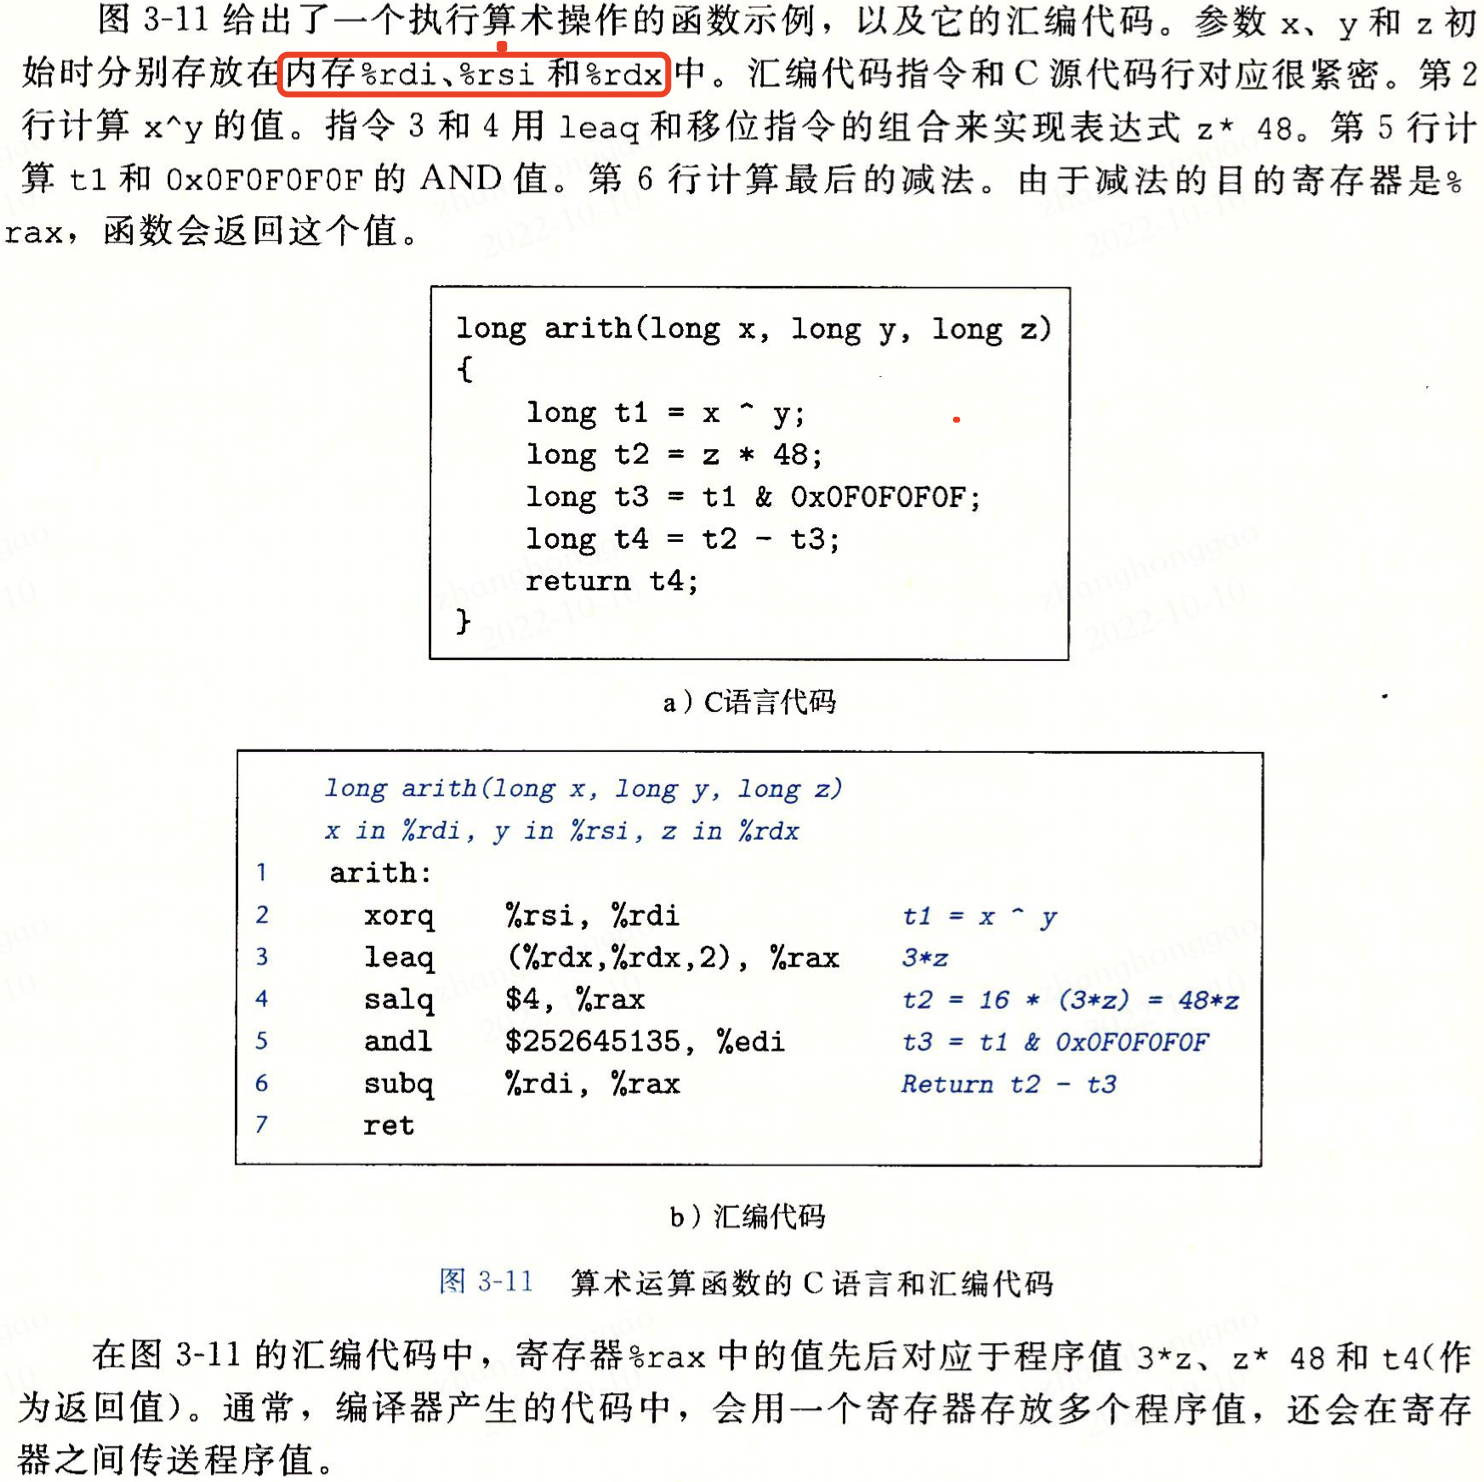 图 3-11 给出了一个执行算术操作的函数示例，以及它的汇编代码。参数 x、y 和 z 初
始时分别存放在内存%rdi、%rsi 和%rdx 中。汇编代码指令和 C 源代码行对应很紧密。第 2
行计算 x^y 的值。指令 3 和 4 用 leaq 和移位指令的组合来实现表达式 z* 48。第 5 行计
算 t1 和 0x0F0F0F0F 的 AND 值。第 6 行计算最后的减法。由于减法的目的寄存器是%
rax，函数会返回这个值。
long arith(long x, long y, long z)
{
long t1 = x ^ y;
long t2 = z * 48;
long t3 = t1 & 0x0F0F0F0F;
long t4 = t2 - t3;
return t4;
}
a）C语言代码
long arith(long x, long y, long z)
x in %rdi, y in %rsi, z in %rdx
1 arith:
2 xorq %rsi, %rdi t1 = x ^ y
3 leaq (%rdx,%rdx,2), %rax 3*z
4 salq $4, %rax t2 = 16 * (3*z) = 48*z
5 andl $252645135, %edi t3 = t1 & 0x0F0F0F0F
6 subq %rdi, %rax Return t2 - t3
7 ret
b）汇编代码
图 3-11 算术运算函数的 C 语言和汇编代码
在图 3-11 的汇编代码中，寄存器%rax 中的值先后对应于程序值 3*z、z* 48 和 t4(作
为返回值)。通常，编译器产生的代码中，会用一个寄存器存放多个程序值，还会在寄存
器之间传送程序值。
zhanghonggao
2022-10-10